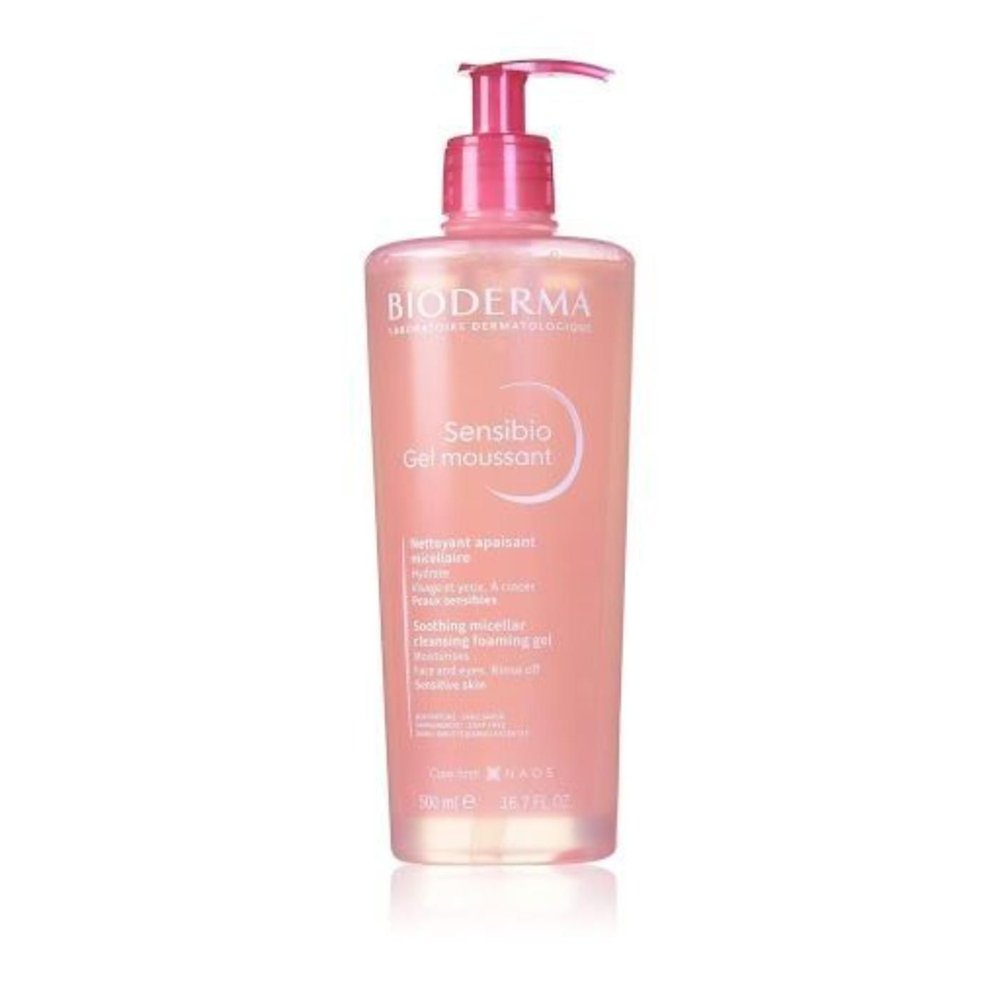 BIODERMA
LABORATOIRE DERMATOLOGIQUE
Sensibio
Gel moussant
Nettoyant apaisant
micellaire
Hydrate
Visage et yeux. À rincer
Peaux sensibles
Soothing micellar
cleansing foaming gel
Moisturises
Face and eyes. Rinse off
Sensitive skin
NAOS
500 ml e 16.7 FL.OZ.